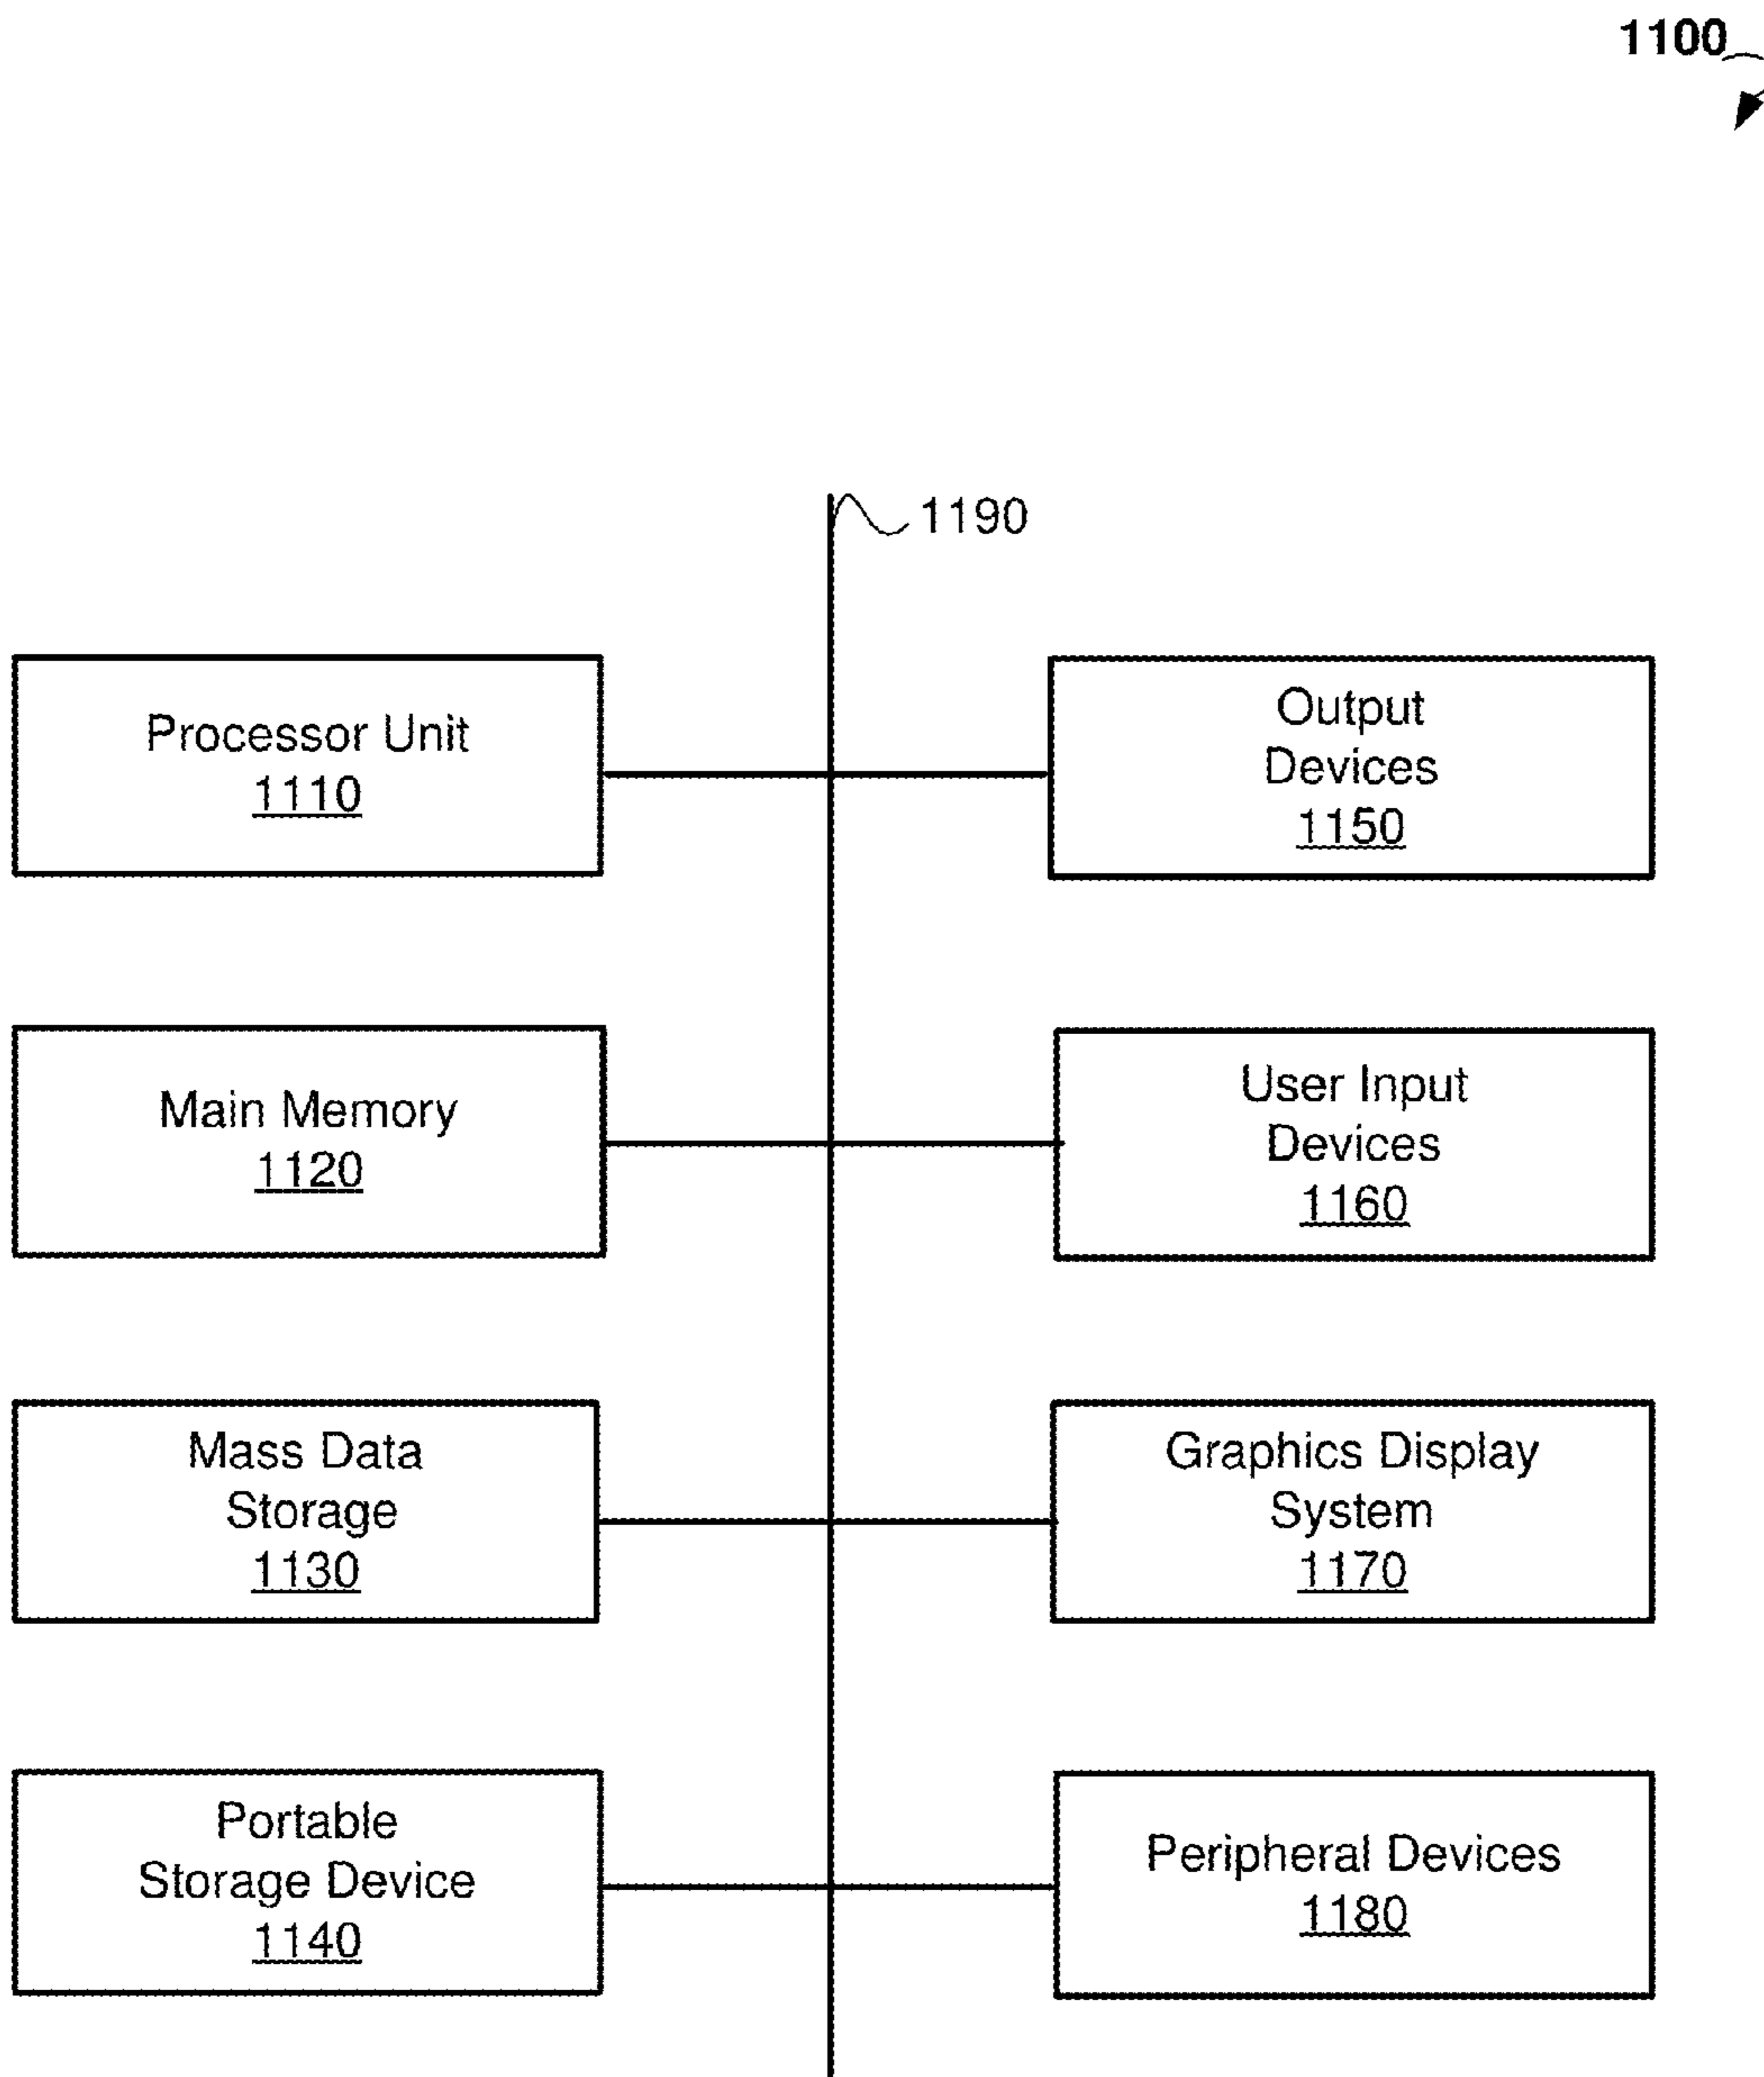 1100
1190
Processor Unit
1110
Output
Devices
1150
Main Memory
1120
User Input
Devices
1160
Mass Data
Storage
1130
Graphics Display
System
1170
Portable
Storage Device
1140
Peripheral Devices
1180